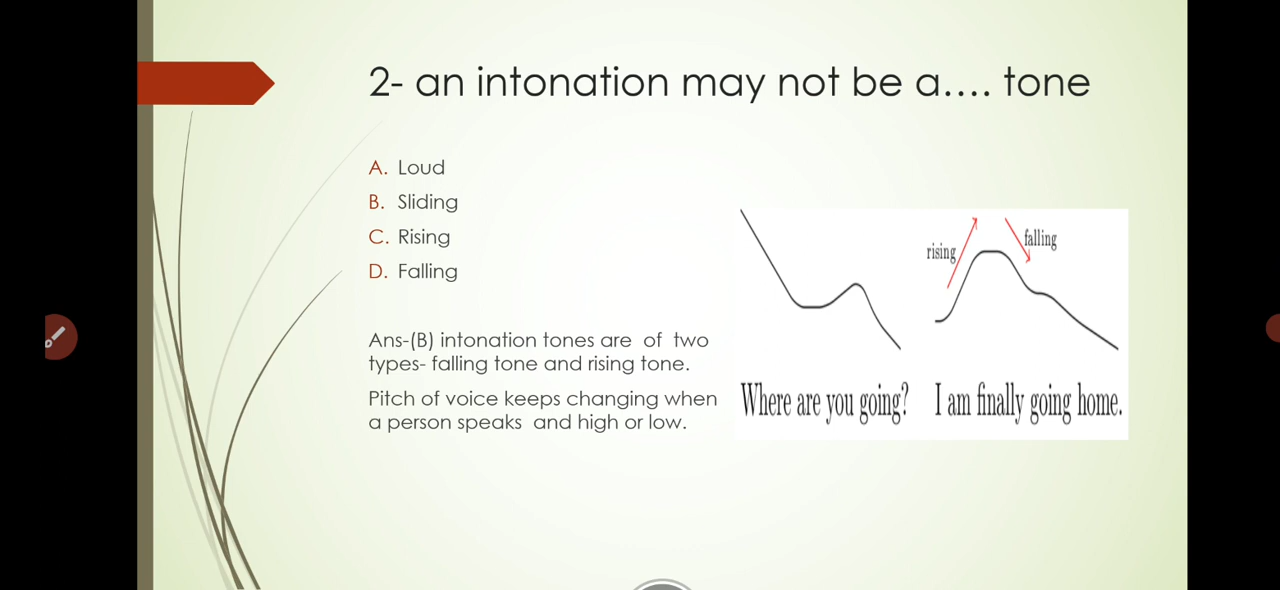 2- an intonation may not be a.... tone
A. Loud
B. Sliding
C. Rising
D. Falling
Ans-(B) intonation tones are of two
types- falling tone and rising tone.
Pitch of voice keeps changing when
a person speaks and high or low.
rising
falling
Where are you going?
I am finally going home.